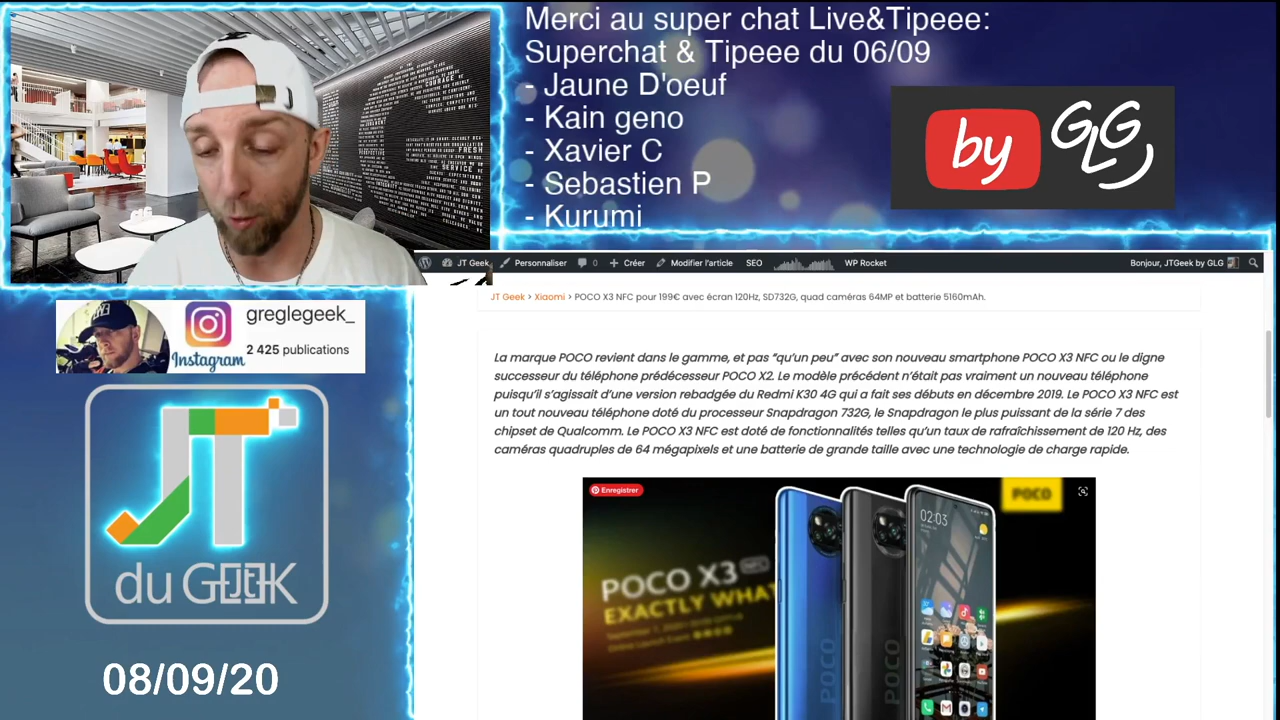 Merci au super chat Live&Tipeee:
Superchat & Tipeee du 06/09
- Jaune D'oeuf
- Kain geno
- Xavier C
- Sebastien P
- Kurumi
by GLG
COURAGE
FRESH
SERVICE
JT Geek Personnaliser 0 Créer Modifier l'article SEO WP Rocket Bonjour, JTGeek by GLG
JT Geek > Xiaomi > POCO X3 NFC pour 199€ avec écran 120Hz, SD732G, quad caméras 64MP et batterie 5160mAh.
greglegeek_
2 425 publications
Instagram
La marque POCO revient dans le gamme, et pas “qu’un peu” avec son nouveau smartphone POCO X3 NFC ou le digne
successeur du téléphone prédécesseur POCO X2. Le modèle précédent n’était pas vraiment un nouveau téléphone
puisqu’il s’agissait d’une version rebadgée du Redmi K30 4G qui a fait ses débuts en décembre 2019. Le POCO X3 NFC est
un tout nouveau téléphone doté du processeur Snapdragon 732G, le Snapdragon le plus puissant de la série 7 des
chipset de Qualcomm. Le POCO X3 NFC est doté de fonctionnalités telles qu’un taux de rafraîchissement de 120 Hz, des
caméras quadruples de 64 mégapixels et une batterie de grande taille avec une technologie de charge rapide.
Enregistrer
POCO
02:03
POCO X3 NFC
EXACTLY WHA
POCO
POCO
JT
du GEEK
08/09/20